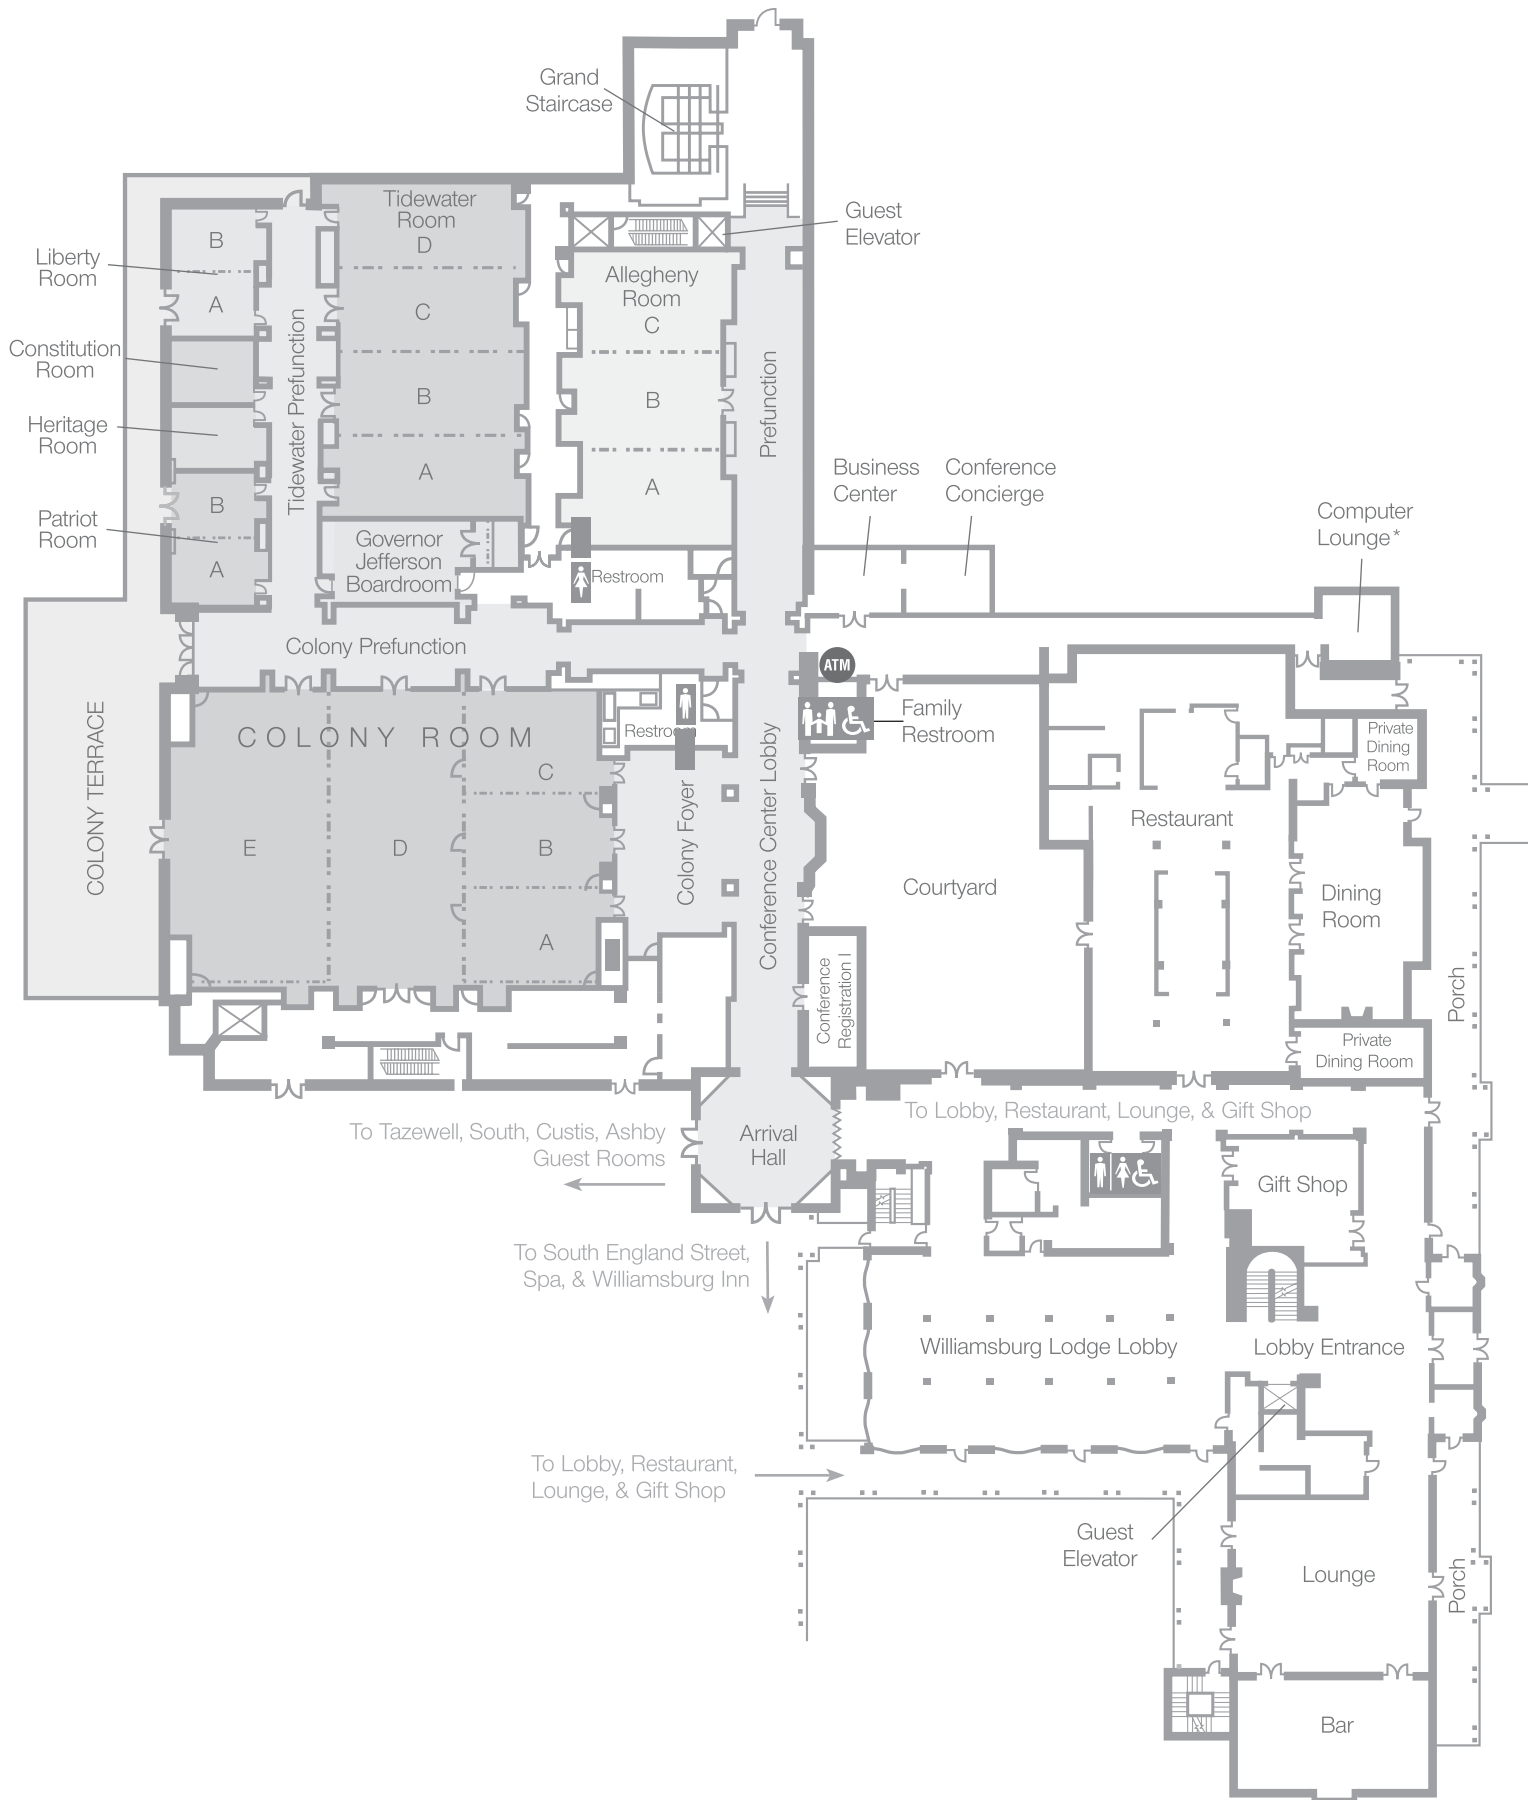 Grand
Staircase
Tidewater
Room
D
C
B
A
Guest
Elevator
Allegheny
Room
C
B
A
Liberty
Room
B
A
Constitution
Room
Heritage
Room
Patriot
Room
B
A
Tidewater Prefunction
Prefunction
Business
Center
Conference
Concierge
Computer
Lounge*
Governor
Jefferson
Boardroom
Restroom
Colony Prefunction
ATM
Family
Restroom
COLONY TERRACE
COLONY ROOM
Restroom
C
E
D
B
A
Colony Foyer
Conference Center Lobby
Courtyard
Restaurant
Private
Dining
Room
Dining
Room
Porch
Conference
Registration I
Private
Dining Room
To Lobby, Restaurant, Lounge, & Gift Shop
To Tazewell, South, Custis, Ashby
Guest Rooms
Arrival
Hall
Gift Shop
To South England Street,
Spa, & Williamsburg Inn
Williamsburg Lodge Lobby
Lobby Entrance
To Lobby, Restaurant,
Lounge, & Gift Shop
Guest
Elevator
Lounge
Porch
Bar